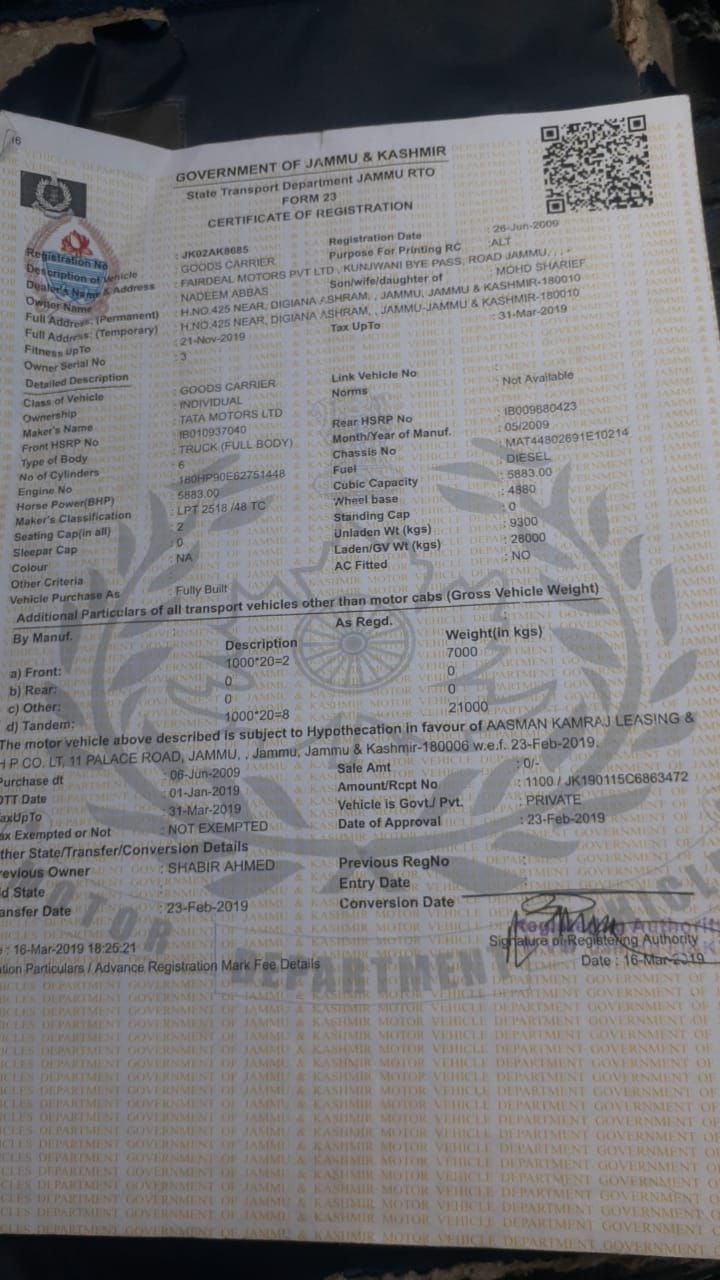 16
GOVERNMENT OF JAMMU & KASHMIR
State Transport Department JAMMU RTO
FORM 23
CERTIFICATE OF REGISTRATION
Registration No : JK02AK8685 Registration Date 26-Jun-2009
Description of Vehicle : GOODS CARRIER Purpose For Printing RC : ALT
Dealer's Name & Address : FAIRDEAL MOTORS PVT LTD , KUNJWANI BYE PASS, ROAD JAMMU, , , -
Owner Name : NADEEM ABBAS Son/wife/daughter of : MOHD SHARIEF
Full Address: (Permanent) : H.NO.425 NEAR, DIGIANA ASHRAM, , JAMMU, JAMMU & KASHMIR-180010
Full Address: (Temporary) : H.NO.425 NEAR, DIGIANA ASHRAM, , JAMMU-JAMMU & KASHMIR-180010
Fitness UpTo : 21-Nov-2019 Tax UpTo : 31-Mar-2019
Owner Serial No : 3
Detailed Description
Class of Vehicle : GOODS CARRIER Link Vehicle No :
Ownership : INDIVIDUAL Norms : Not Available
Maker's Name : TATA MOTORS LTD
Front HSRP No : IB010937040 Rear HSRP No : IB009880423
Type of Body : TRUCK (FULL BODY) Month/Year of Manuf. : 05/2009
No of Cylinders : 6 Chassis No : MAT44802691E10214
Engine No : 180HP90E62751448 Fuel : DIESEL
Horse Power(BHP) : 5883.00 Cubic Capacity : 5883.00
Maker's Classification : LPT 2518 /48 TC Wheel base : 4880
Seating Cap(in all) : 2 Standing Cap : 0
Sleepar Cap : 0 Unladen Wt (kgs) : 9300
Colour : NA Laden/GV Wt (kgs) : 28000
Other Criteria AC Fitted : NO
Vehicle Purchase As : Fully Built
Additional Particulars of all transport vehicles other than motor cabs (Gross Vehicle Weight)
By Manuf. : As Regd. :
Description Weight(in kgs)
a) Front: 1000*20=2 7000
b) Rear: 0 0
c) Other: 0 0
d) Tandem: 1000*20=8 21000
The motor vehicle above described is subject to Hypothecation in favour of AASMAN KAMRAJ LEASING &
H P CO. LT, 11 PALACE ROAD, JAMMU, , Jammu, Jammu & Kashmir-180006 w.e.f. 23-Feb-2019.
Purchase dt : 06-Jun-2009 Sale Amt : 0/-
OTT Date : 01-Jan-2019 Amount/Rcpt No : 1100 / JK190115C6863472
TaxUpTo : 31-Mar-2019 Vehicle is Govt./ Pvt. : PRIVATE
ax Exempted or Not : NOT EXEMPTED Date of Approval : 23-Feb-2019
ther State/Transfer/Conversion Details
revious Owner : SHABIR AHMED Previous RegNo :
d State : Entry Date :
ansfer Date : 23-Feb-2019 Conversion Date :
Registering Authority
Signature of Registering Authority
e : 16-Mar-2019 18:25:21 Date : 16-Mar-2019
tion Particulars / Advance Registration Mark Fee Details
MOTOR VEHICLE DEPARTMENT